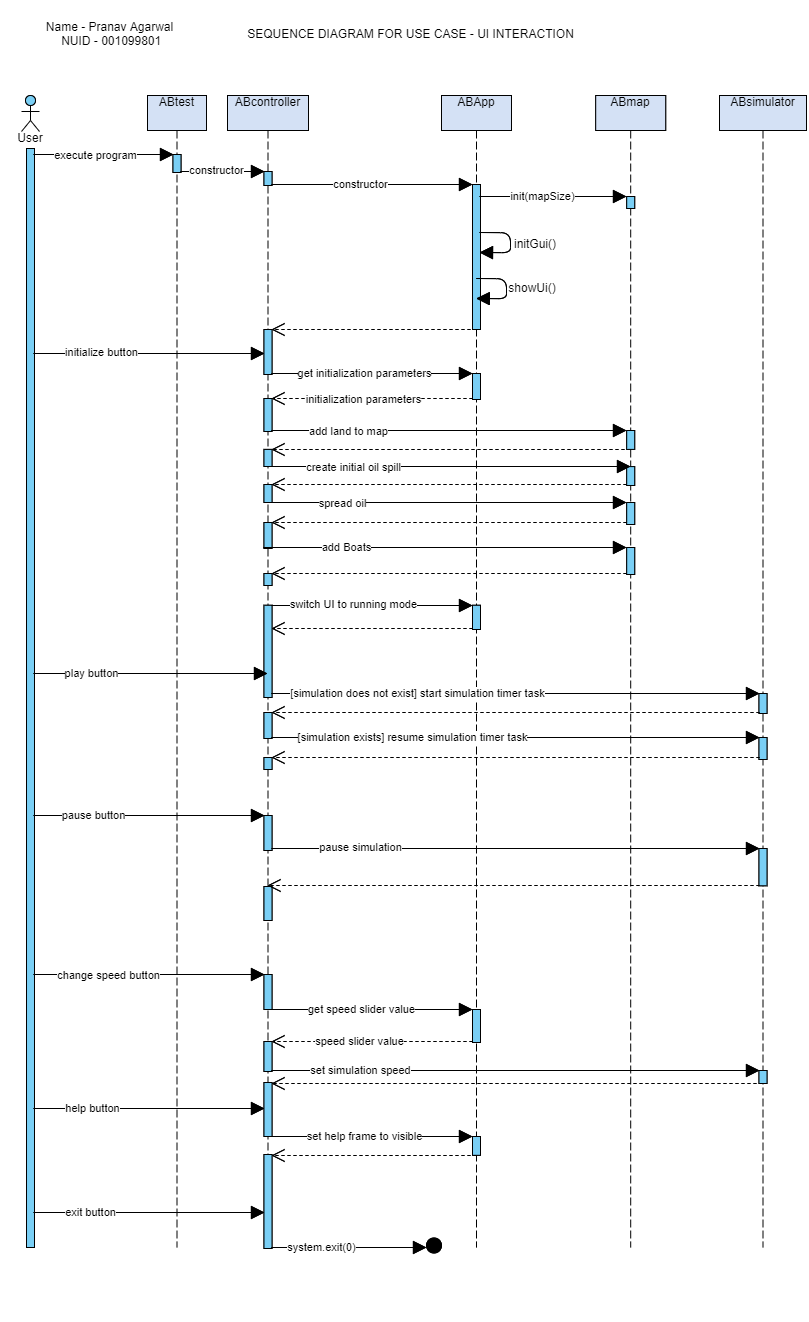 Name - Pranav Agarwal
NUID - 001099801
SEQUENCE DIAGRAM FOR USE CASE - UI INTERACTION
ABtest
ABcontroller
ABApp
ABmap
ABsimulator
User
execute program
constructor
constructor
init(mapSize)
initGui()
showUi()
initialize button
get initialization parameters
initialization parameters
add land to map
create initial oil spill
spread oil
add Boats
switch UI to running mode
play button
[simulation does not exist] start simulation timer task
[simulation exists] resume simulation timer task
pause button
pause simulation
change speed button
get speed slider value
speed slider value
set simulation speed
help button
set help frame to visible
exit button
system.exit(0)